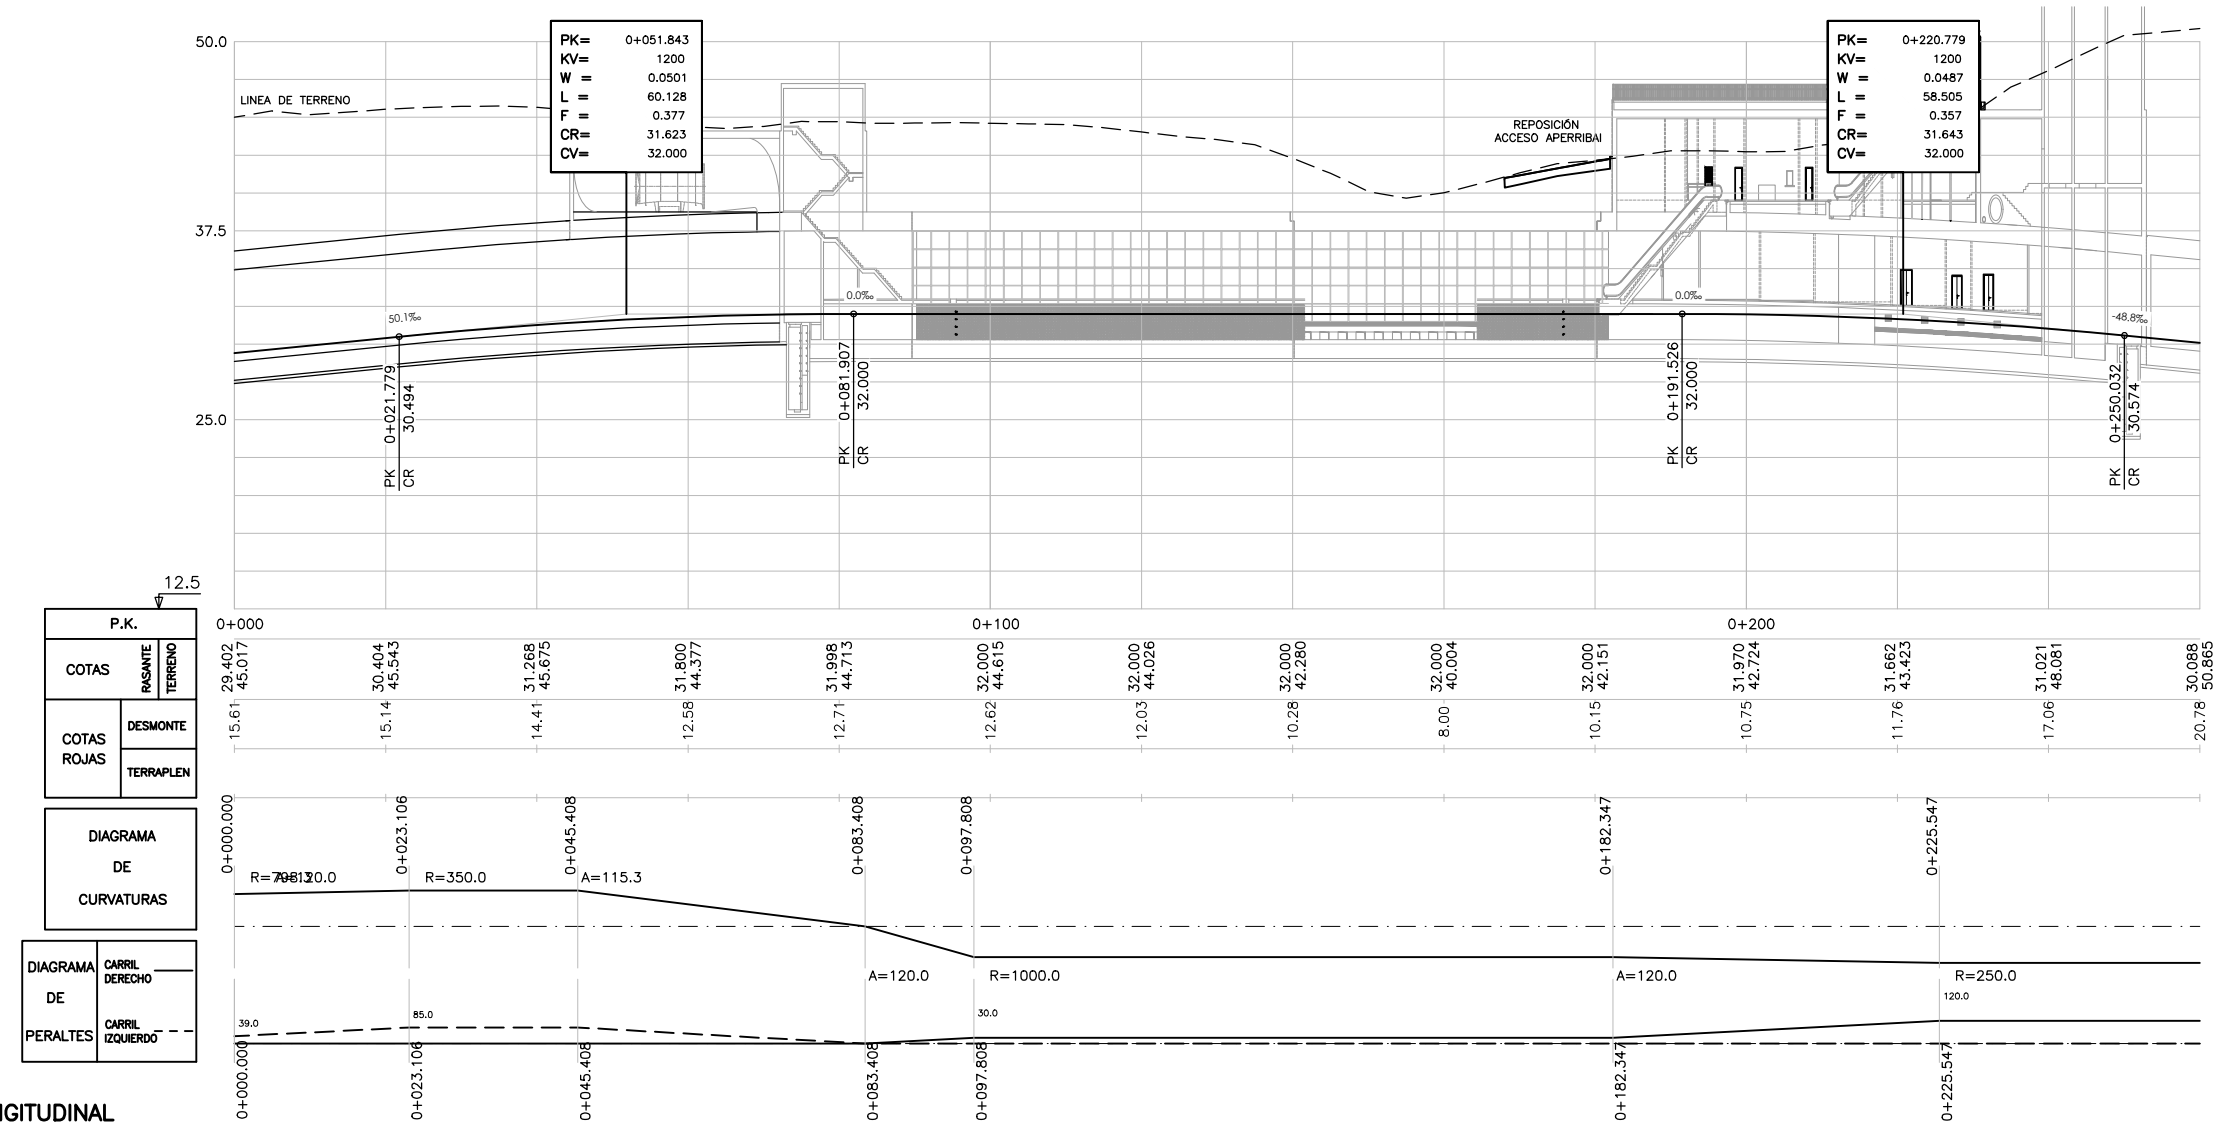 50.0
37.5
25.0
12.5
LINEA DE TERRENO
PK= 0+051.843
KV= 1200
W = 0.0501
L = 60.128
F = 0.377
CR= 31.623
CV= 32.000
REPOSICIÓN
ACCESO APERRIBAI
PK= 0+220.779
KV= 1200
W = 0.0487
L = 58.505
F = 0.357
CR= 31.643
CV= 32.000
50.1‰
0.0‰
0.0‰
-48.8‰
PK 0+021.779
CR 30.494
PK 0+081.907
CR 32.000
PK 0+191.526
CR 32.000
PK 0+250.032
CR 30.574
P.K.
0+000
0+100
0+200
COTAS
RASANTE
TERRENO
29.402
45.017
30.404
45.543
31.268
45.675
31.800
44.377
31.998
44.713
32.000
44.615
32.000
44.026
32.000
42.280
32.000
40.004
32.000
42.151
31.970
42.724
31.662
43.423
31.021
48.081
30.088
50.865
COTAS
ROJAS
DESMONTE
TERRAPLEN
15.61
15.14
14.41
12.58
12.71
12.62
12.03
10.28
8.00
10.15
10.75
11.76
17.06
20.78
DIAGRAMA
DE
CURVATURAS
0+000.000
0+023.106
0+045.408
0+083.408
0+097.808
0+182.347
0+225.547
A=120.0
R=350.0
A=115.3
A=120.0
R=1000.0
A=120.0
R=250.0
DIAGRAMA
DE
PERALTES
CARRIL
DERECHO
CARRIL
IZQUIERDO
39.0
85.0
30.0
120.0
0+000.000
0+023.106
0+045.408
0+083.408
0+097.808
0+182.347
0+225.547
NGITUDINAL